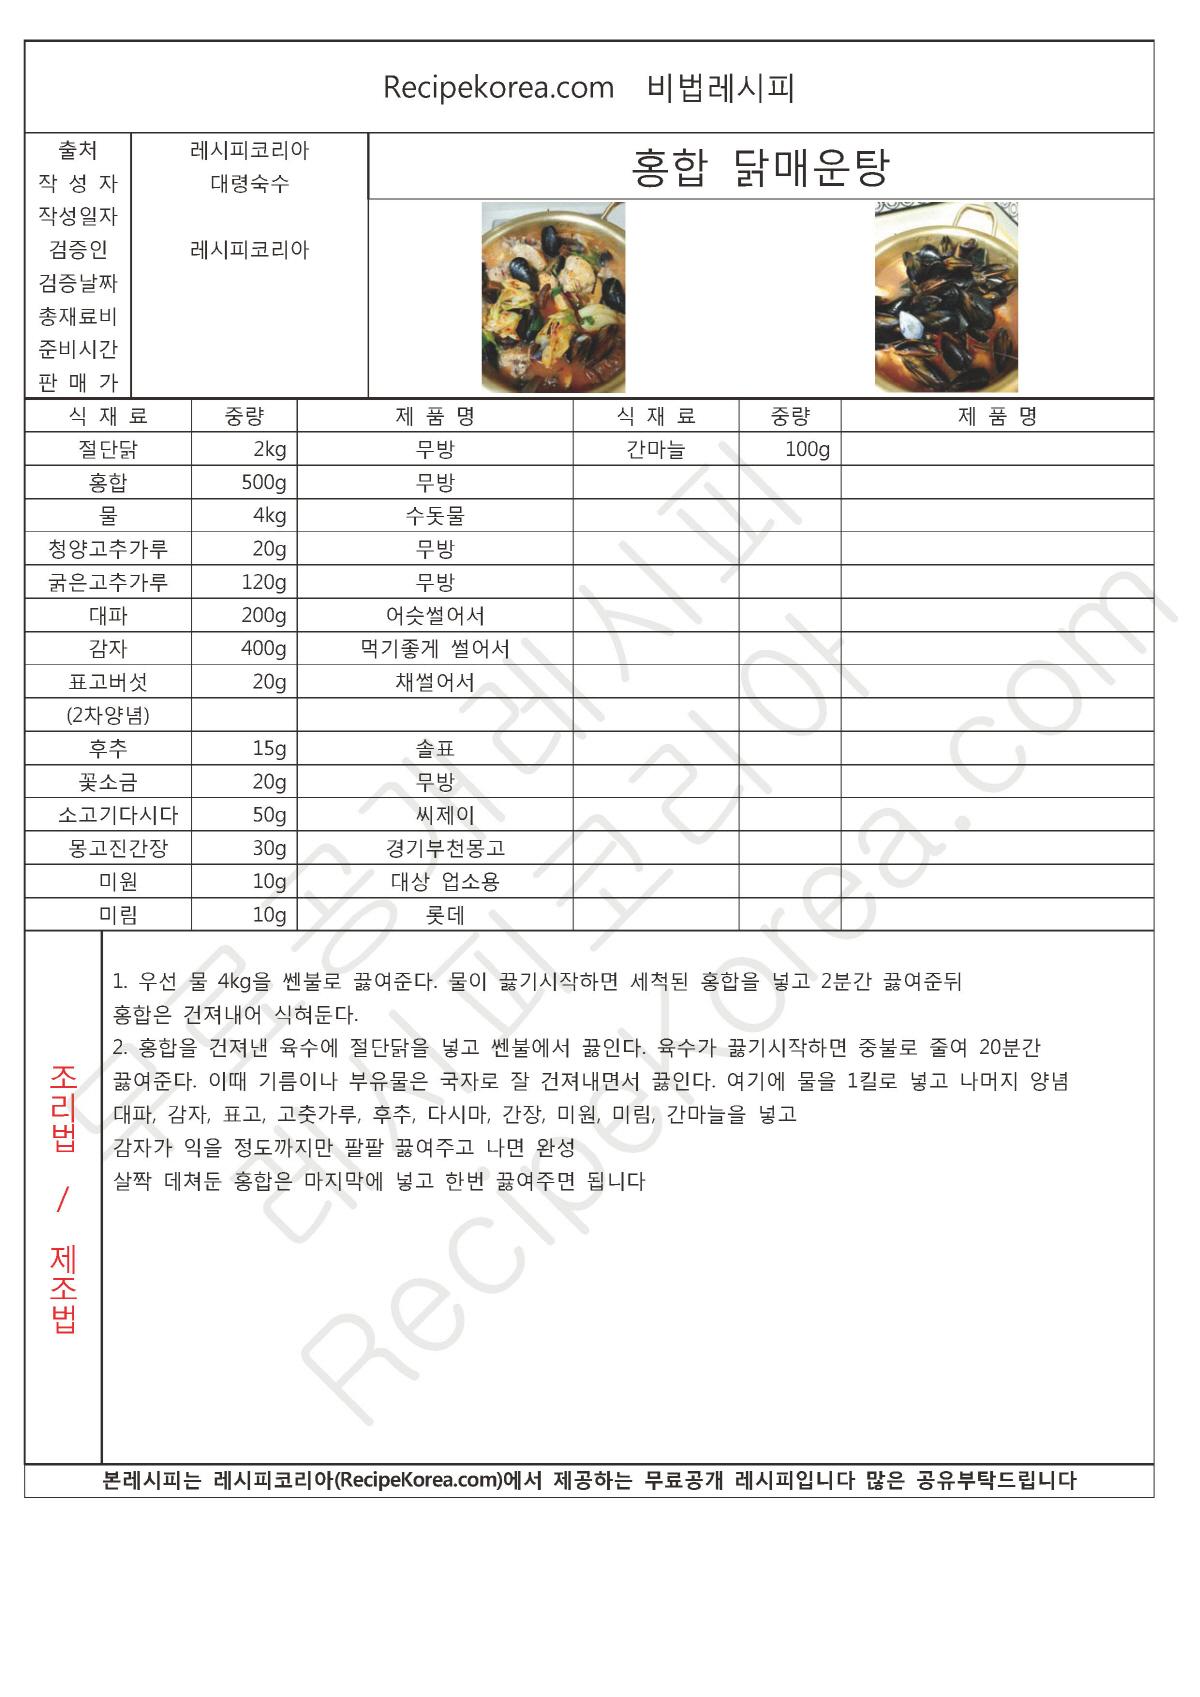 Recipekorea.com 비법레시피
출처 레시피코리아
홍합 닭매운탕
작 성 자 대령숙수
작성일자
검증인 레시피코리아
검증날짜
총재료비
준비시간
판 매 가
식 재 료 중량 제 품 명 식 재 료 중량 제 품 명
절단닭 2kg 무방 간마늘 100g
홍합 500g 무방
물 4kg 수돗물
청양고추가루 20g 무방
굵은고추가루 120g 무방
대파 200g 어슷썰어서
감자 400g 먹기좋게 썰어서
표고버섯 20g 채썰어서
(2차양념)
후추 15g 솔표
꽃소금 20g 무방
소고기다시다 50g 씨제이
몽고진간장 30g 경기부천몽고
미원 10g 대상 업소용
미림 10g 롯데
조리법 / 제조법
1. 우선 물 4kg을 쎈불로 끓여준다. 물이 끓기시작하면 세척된 홍합을 넣고 2분간 끓여준뒤
홍합은 건져내어 식혀둔다.
2. 홍합을 건져낸 육수에 절단닭을 넣고 쎈불에서 끓인다. 육수가 끓기시작하면 중불로 줄여 20분간
끓여준다. 이때 기름이나 부유물은 국자로 잘 건져내면서 끓인다. 여기에 물을 1킬로 넣고 나머지 양념
대파, 감자, 표고, 고춧가루, 후추, 다시마, 간장, 미원, 미림, 간마늘을 넣고
감자가 익을 정도까지만 팔팔 끓여주고 나면 완성
살짝 데쳐둔 홍합은 마지막에 넣고 한번 끓여주면 됩니다
본레시피는 레시피코리아(RecipeKorea.com)에서 제공하는 무료공개 레시피입니다 많은 공유부탁드립니다
무료공개레시피
레시피코리아
RecipeKorea.com